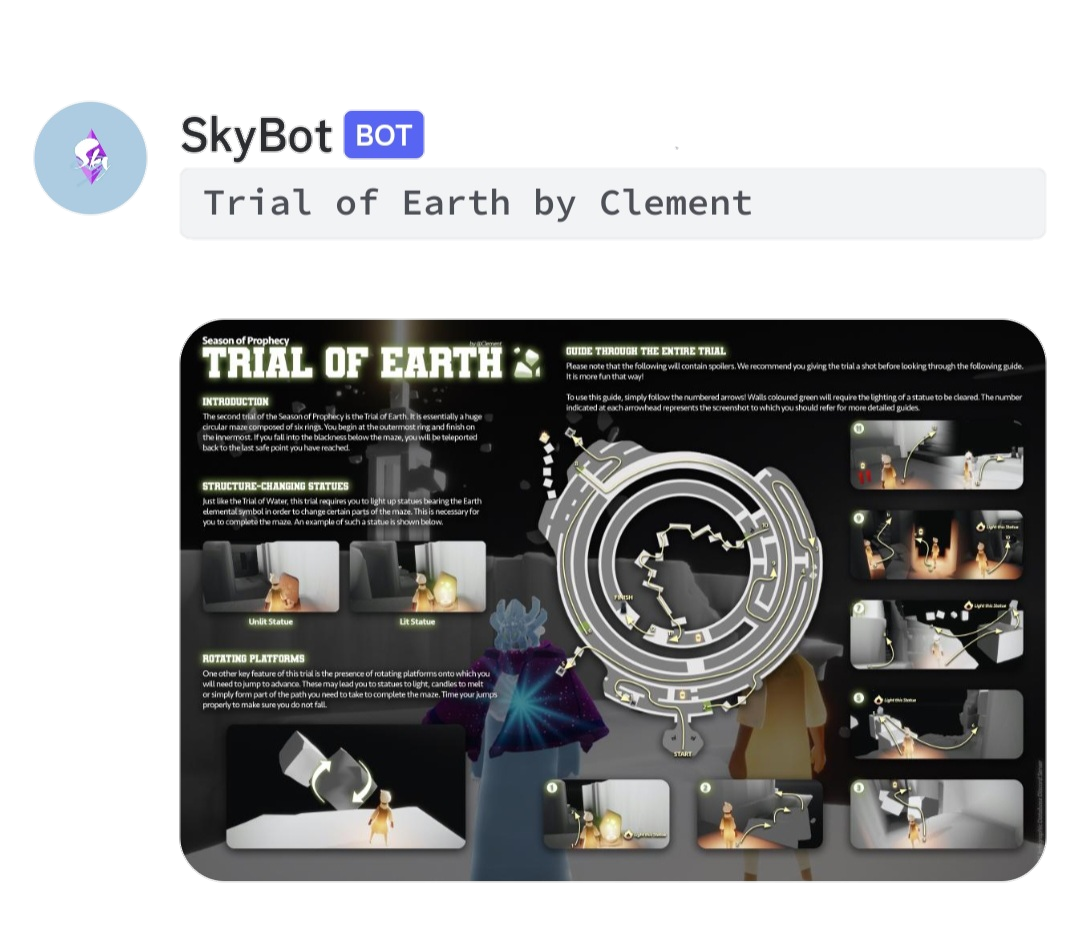 SkyBot BOT
Trial of Earth by Clement
Season of Prophecy
by @Clement
TRIAL OF EARTH
INTRODUCTION
The second trial of the Season of Prophecy is the Trial of Earth. It is essentially a huge
circular maze composed of six rings. You begin at the outermost ring and finish on
the innermost. If you fall into the blackness below the maze, you will be teleported
back to the last safe point you have reached.
STRUCTURE-CHANGING STATUES
Just like the Trial of Water, this trial requires you to light up statues bearing the Earth
elemental symbol in order to change certain parts of the maze. This is necessary for
you to complete the maze. An example of such a statue is shown below.
Unlit Statue
Lit Statue
ROTATING PLATFORMS
One other key feature of this trial is the presence of rotating platforms onto which you
will need to jump to advance. These may lead you to statues to light, candles to melt
or simply form part of the path you need to take to complete the maze. Time your jumps
properly to make sure you do not fall.
GUIDE THROUGH THE ENTIRE TRIAL
Please note that the following will contain spoilers. We recommend you giving the trial a shot before looking through the following guide.
It is more fun that way!
To use this guide, simply follow the numbered arrows! Walls coloured green will require the lighting of a statue to be cleared. The number
indicated at each arrowhead represents the screenshot to which you should refer for more detailed guides.
FINISH
START
11
Light this Statue
7
Light this Statue
Light this Statue
1
Light this Statue
2
3